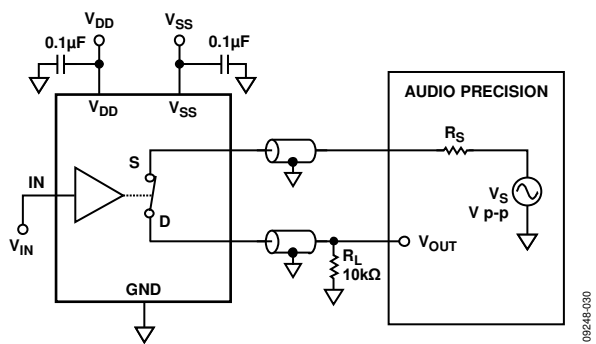 VDD
VSS
0.1µF
0.1µF
VDD
VSS
AUDIO PRECISION
RS
S
IN
VS
V p-p
D
VIN
VOUT
RL
10kΩ
GND
09248-030